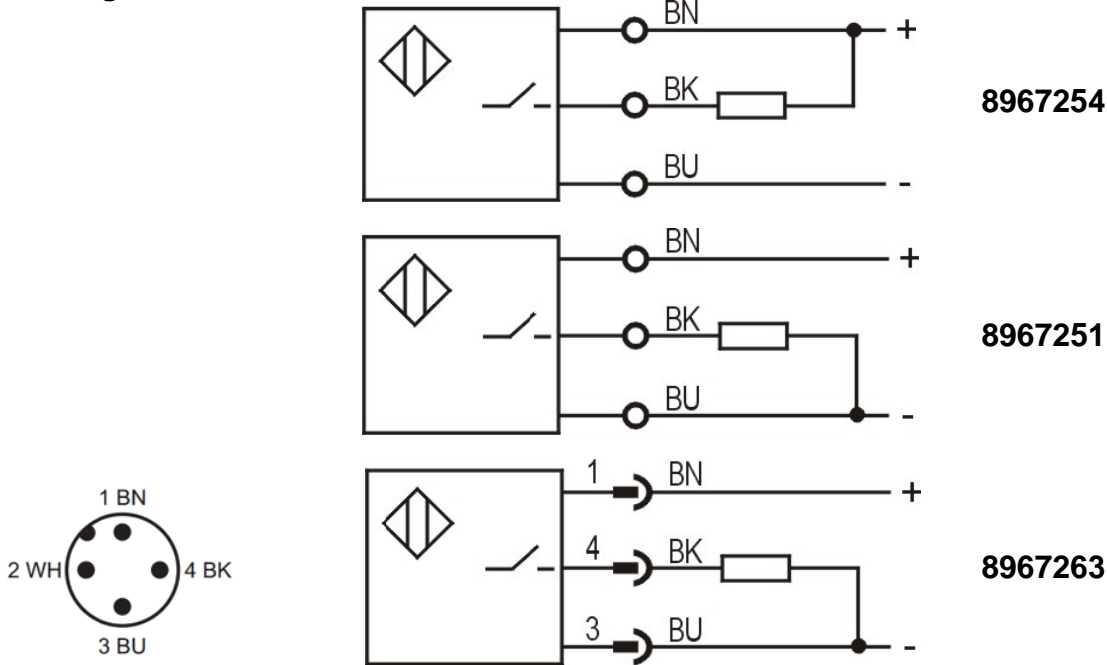 BN
+
BK
8967254
BU
-
BN
+
BK
8967251
BU
-
1 BN
+
1 BN
4 BK
8967263
2 WH
4 BK
3 BU
-
3 BU